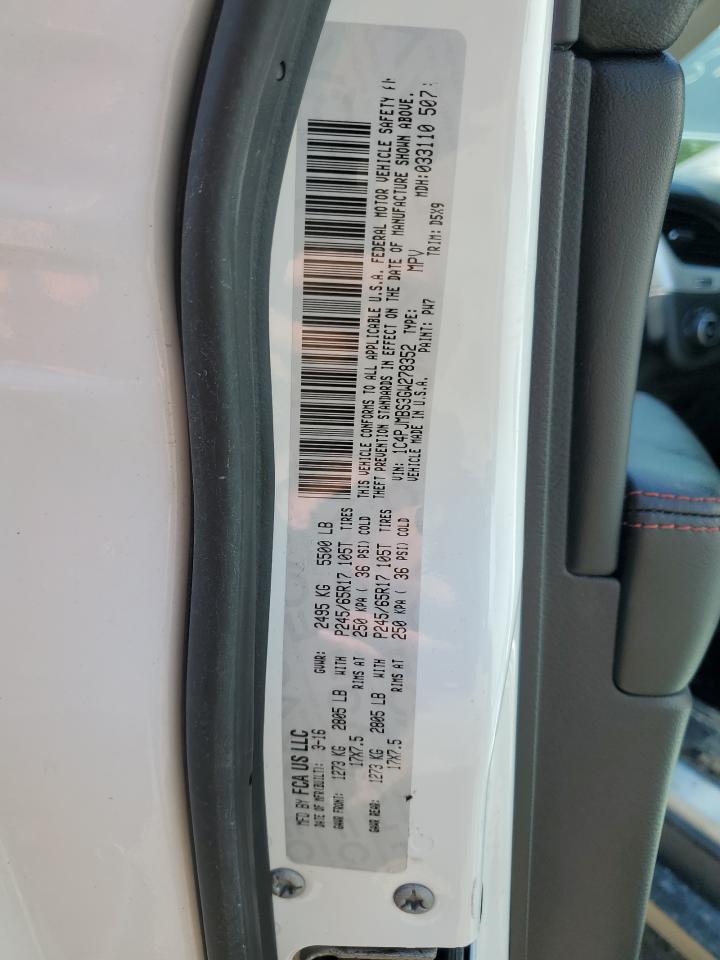 MFD BY FCA US LLC
DATE OF MFR(BUILT): 3-16 GVWR: 2495 KG 5500 LB
GAWR FRONT: 1273 KG 2805 LB WITH P245/65R17 105T TIRES
17X7.5 RIMS AT 250 KPA ( 36 PSI) COLD
GAWR REAR: 1273 KG 2805 LB WITH P245/65R17 105T TIRES
17X7.5 RIMS AT 250 KPA ( 36 PSI) COLD
THIS VEHICLE CONFORMS TO ALL APPLICABLE U.S.A. FEDERAL MOTOR VEHICLE SAFETY
THEFT PREVENTION STANDARDS IN EFFECT ON THE DATE OF MANUFACTURE SHOWN ABOVE.
VIN: 1C4PJMBS3GW278352 TYPE: MPV MDH:033110 507
VEHICLE MADE IN U.S.A. PAINT: PW7 TRIM: D5X9